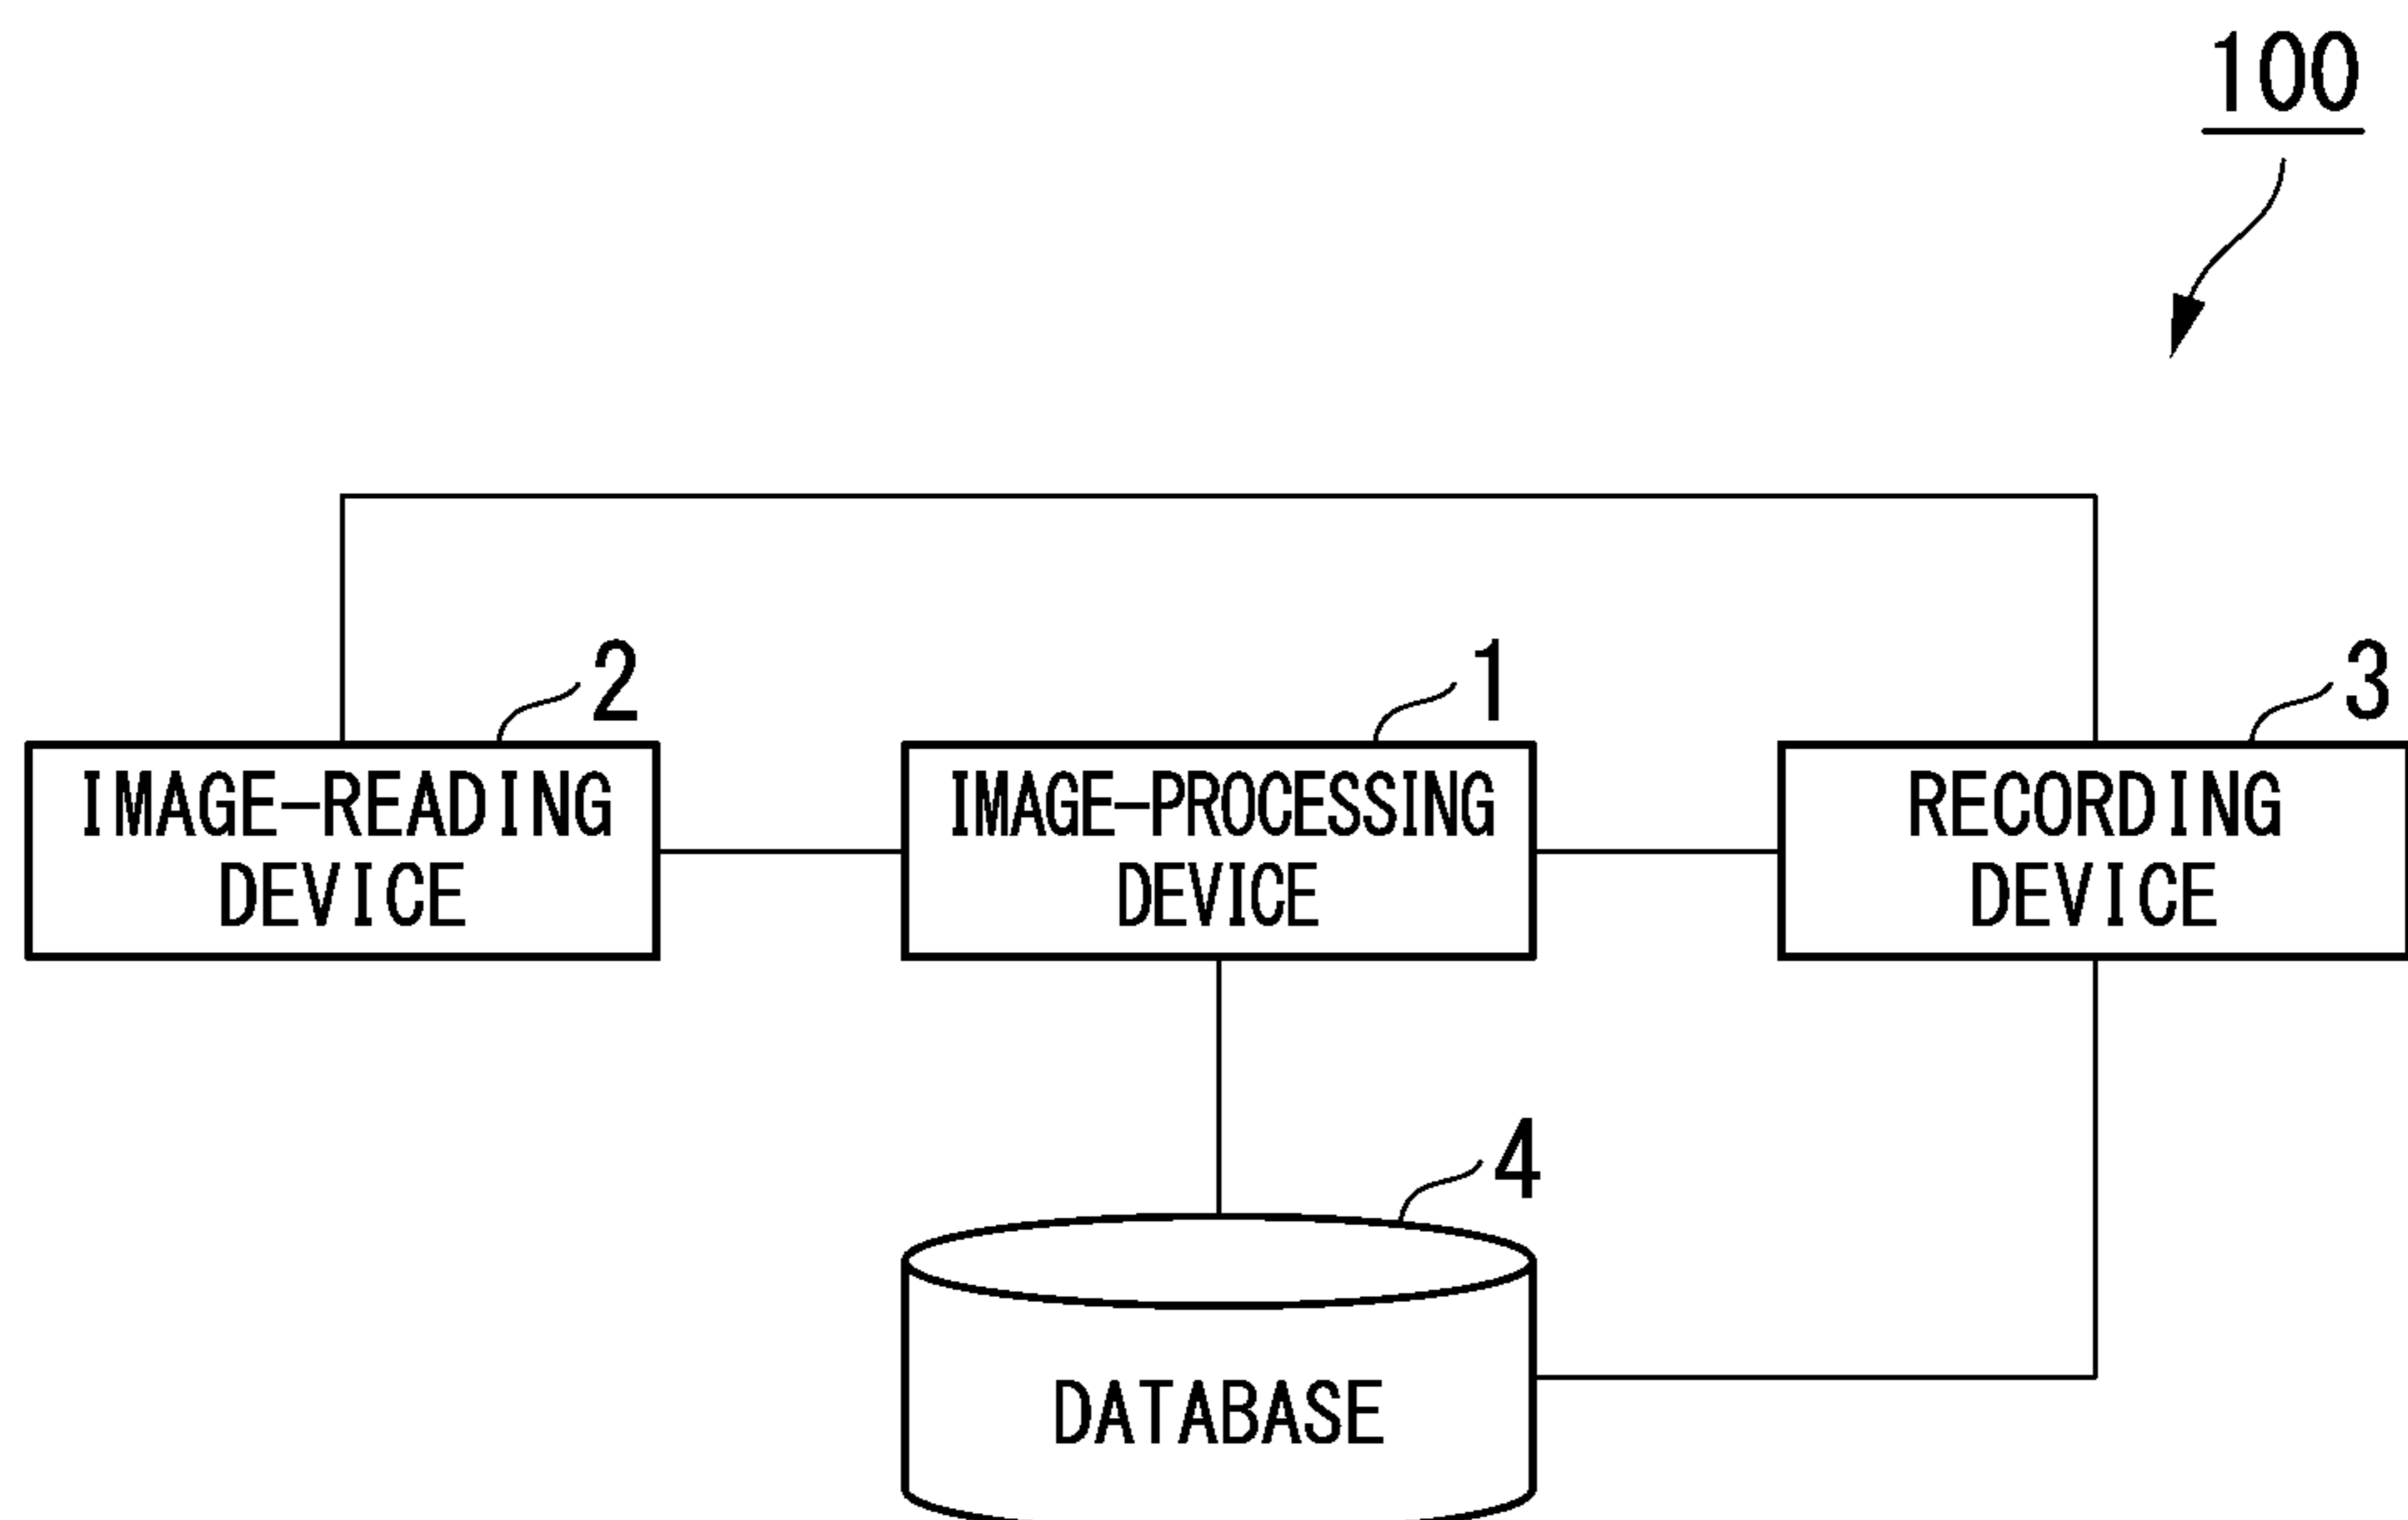 100
2
1
3
IMAGE-READING
DEVICE
IMAGE-PROCESSING
DEVICE
RECORDING
DEVICE
4
DATABASE